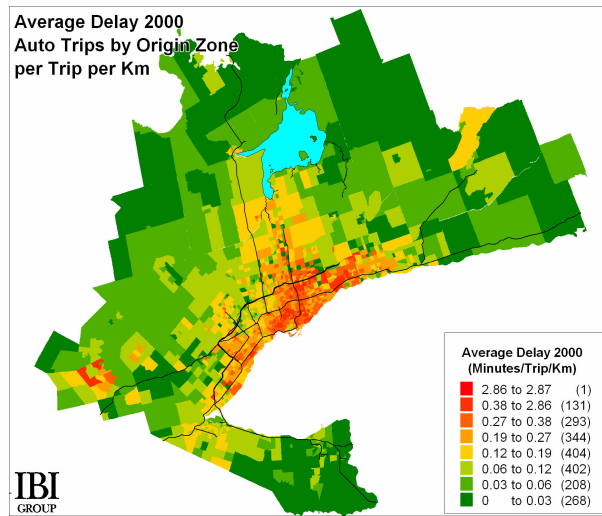 Average Delay 2000
Auto Trips by Origin Zone
per Trip per Km
Average Delay 2000
(Minutes/Trip/Km)
2.86 to 2.87 (1)
0.38 to 2.86 (131)
0.27 to 0.38 (293)
0.19 to 0.27 (344)
0.12 to 0.19 (404)
0.06 to 0.12 (402)
0.03 to 0.06 (208)
0 to 0.03 (268)
IBI
GROUP